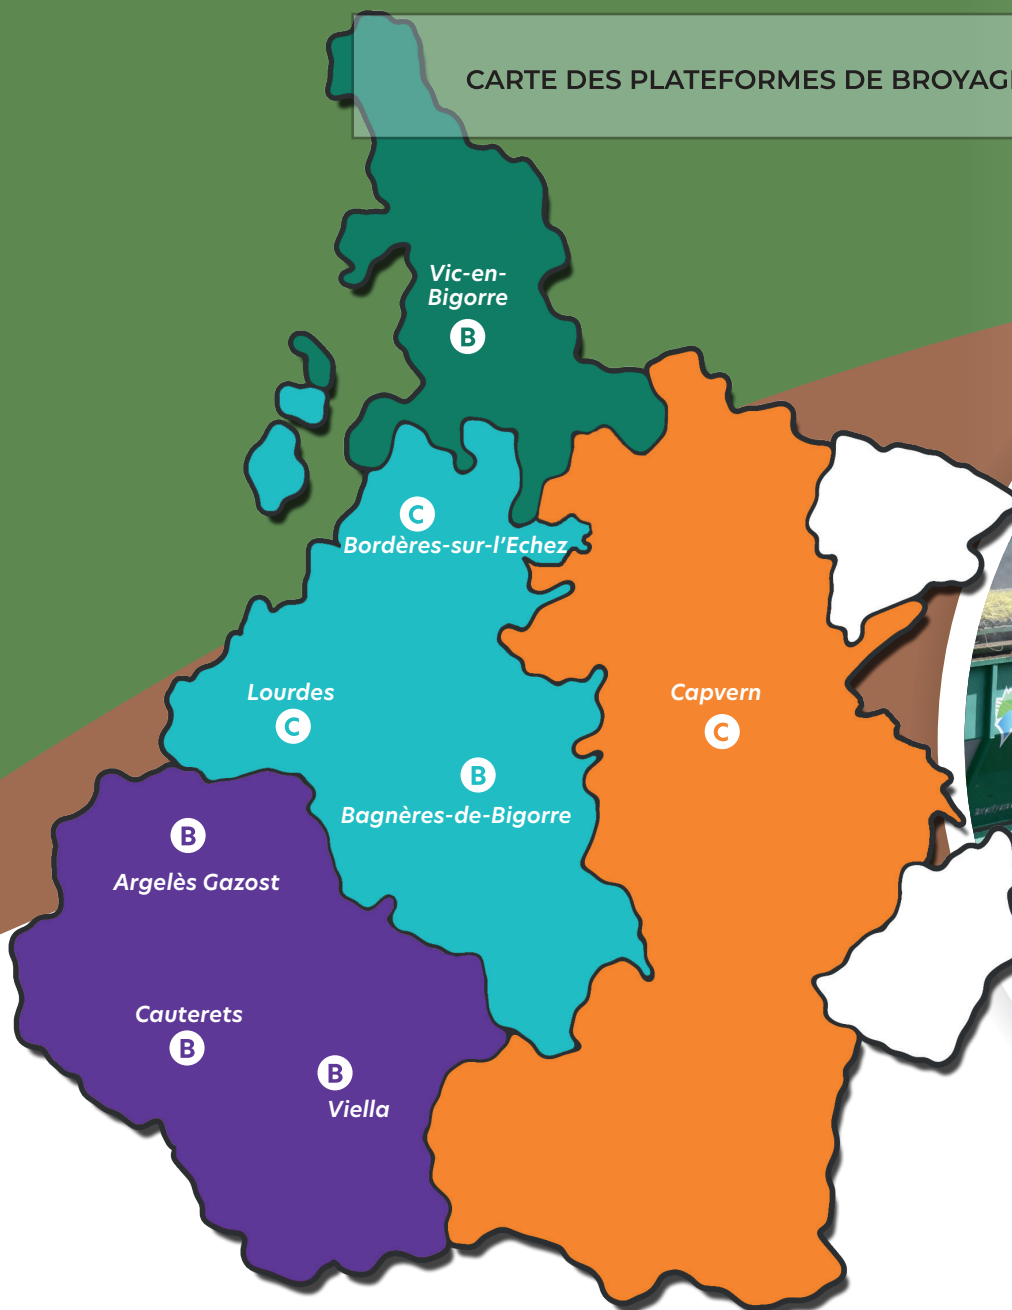 CARTE DES PLATEFORMES DE BROYAG
Vic-en-
Bigorre
B
C
Bordères-sur-l'Echez
Lourdes
C
Capvern
C
B
Bagnères-de-Bigorre
B
Argelès Gazost
Cauterets
B
B
Viella